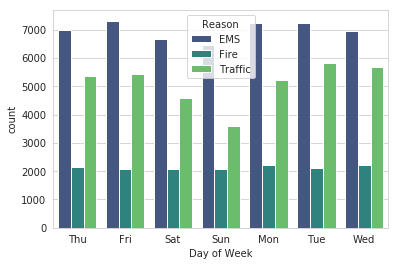 Reason
EMS
Fire
Traffic
7000
6000
5000
4000
3000
2000
1000
0
count
Thu Fri Sat Sun Mon Tue Wed
Day of Week